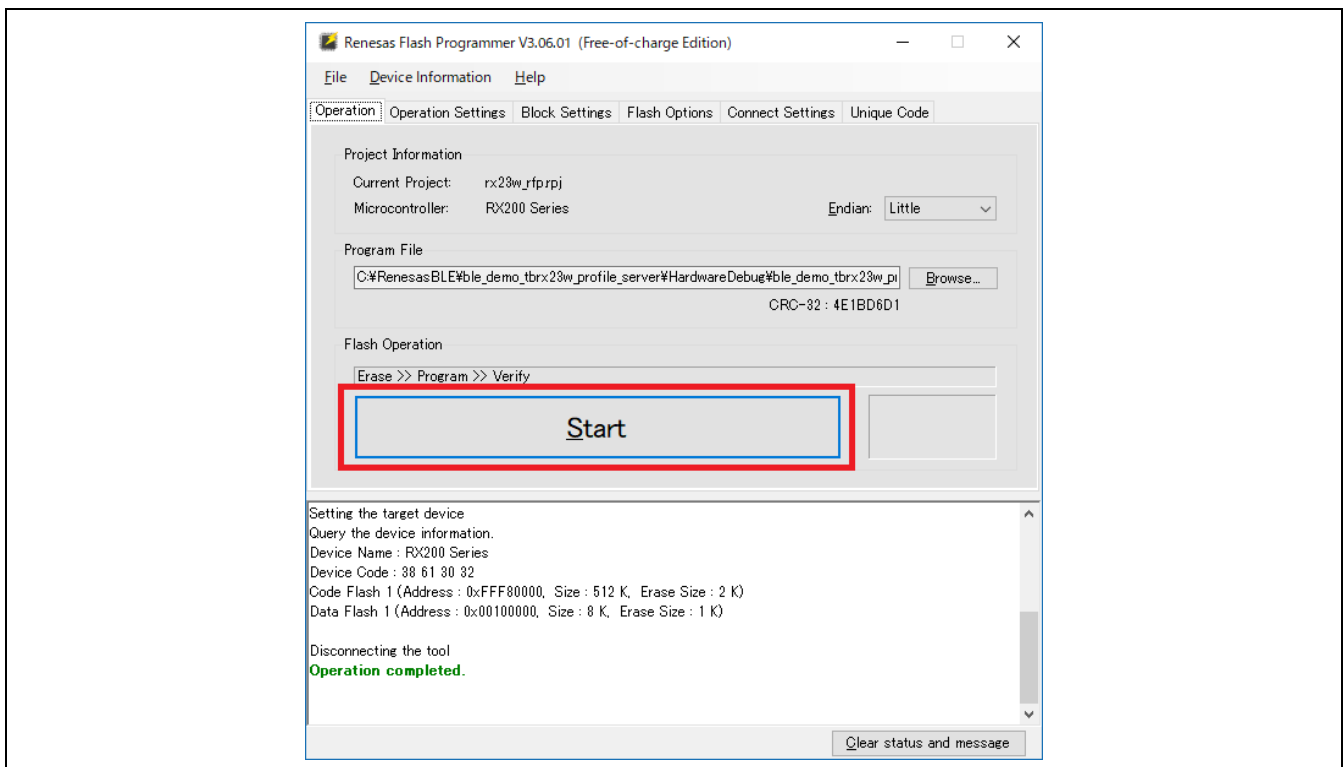 Renesas Flash Programmer V3.06.01 (Free-of-charge Edition)
File Device Information Help
Operation Operation Settings Block Settings Flash Options Connect Settings Unique Code
Project Information
Current Project: rx23w_rfp.rpj
Microcontroller: RX200 Series Endian: Little
Program File
C:¥RenesasBLE¥ble_demo_tbrx23w_profile_server¥HardwareDebug¥ble_demo_tbrx23w_p Browse...
CRC-32 : 4E1BD6D1
Flash Operation
Erase >> Program >> Verify
Start
Setting the target device
Query the device information.
Device Name : RX200 Series
Device Code : 38 61 30 32
Code Flash 1 (Address : 0xFFF80000, Size : 512 K, Erase Size : 2 K)
Data Flash 1 (Address : 0x00100000, Size : 8 K, Erase Size : 1 K)
Disconnecting the tool
Operation completed.
Clear status and message